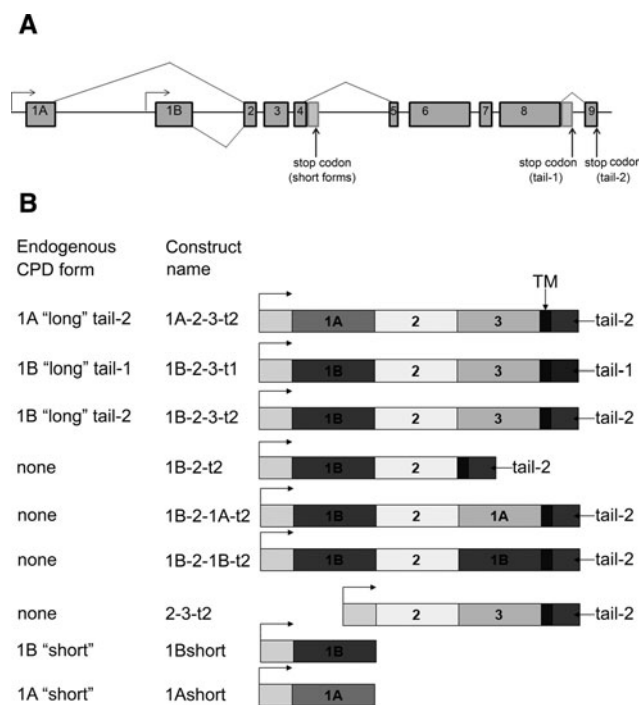 A
1A 1B 2 3 4 5 6 7 8 9
stop codon
(short forms)
stop codon
(tail-1)
stop codon
(tail-2)
B
Endogenous
CPD form
Construct
name
TM
1A "long" tail-2 1A-2-3-t2 1A 2 3 tail-2
1B "long" tail-1 1B-2-3-t1 1B 2 3 tail-1
1B "long" tail-2 1B-2-3-t2 1B 2 3 tail-2
none 1B-2-t2 1B 2 tail-2
none 1B-2-1A-t2 1B 2 1A tail-2
none 1B-2-1B-t2 1B 2 1B tail-2
none 2-3-t2 2 3 tail-2
1B "short" 1Bshort 1B
1A "short" 1Ashort 1A